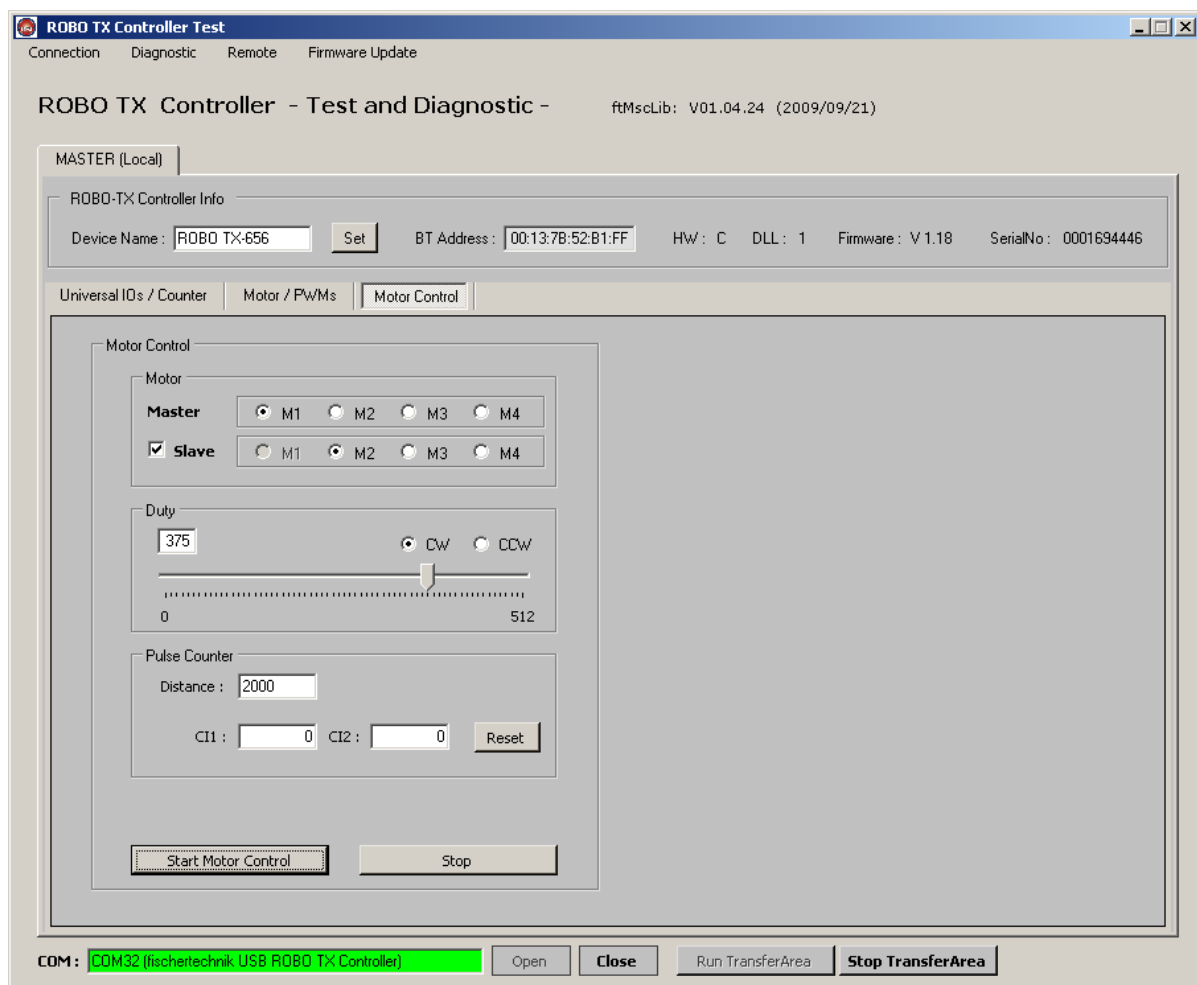 ROBO TX Controller Test
Connection Diagnostic Remote Firmware Update
ROBO TX Controller - Test and Diagnostic - ftMscLib: V01.04.24 (2009/09/21)
MASTER (Local)
ROBO-TX Controller Info
Device Name : ROBO TX-656 Set BT Address : 00:13:7B:52:B1:FF HW : C DLL : 1 Firmware : V 1.18 SerialNo : 0001694446
Universal IOs / Counter Motor / PWMs Motor Control
Motor Control
Motor
Master M1 M2 M3 M4
Slave M1 M2 M3 M4
Duty
375 CW CCW
0 512
Pulse Counter
Distance : 2000
CI1 : 0 CI2 : 0 Reset
Start Motor Control Stop
COM : COM32 (fischertechnik USB ROBO TX Controller) Open Close Run TransferArea Stop TransferArea